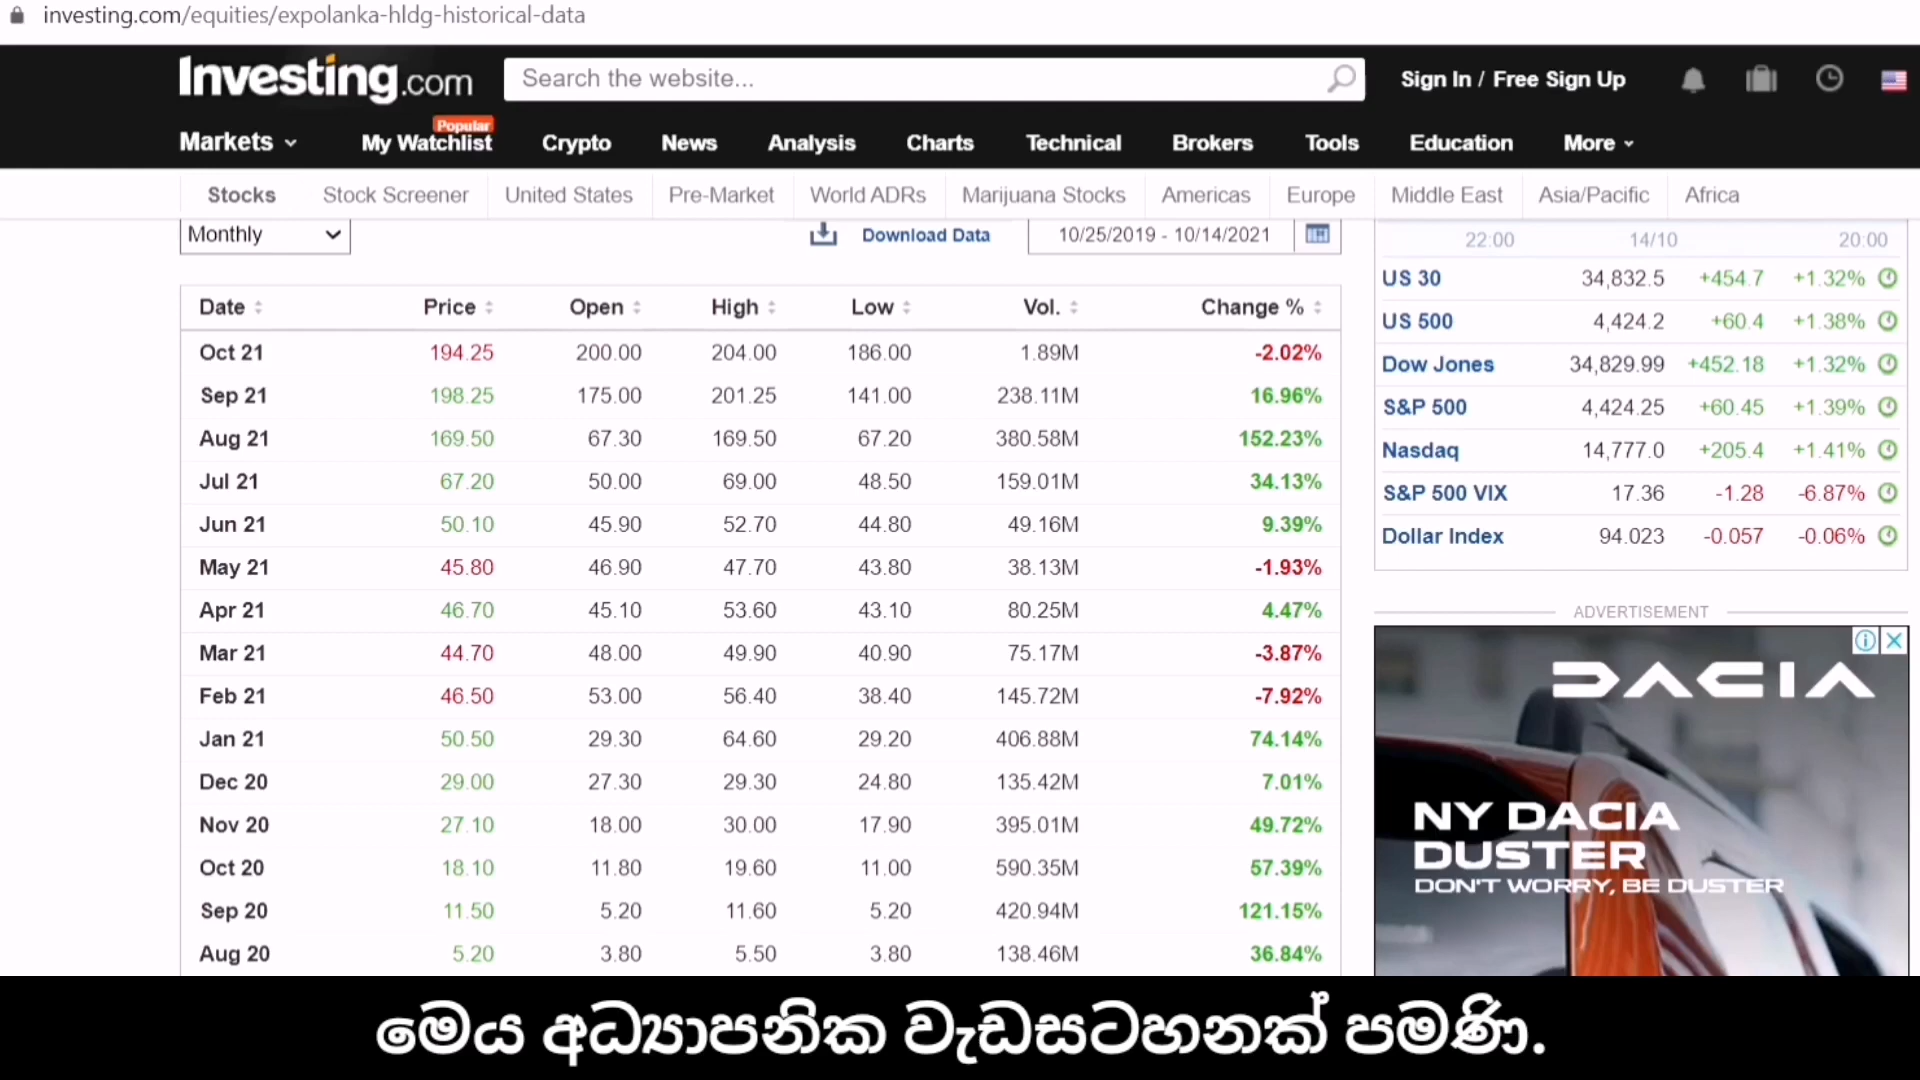 investing.com/equities/expolanka-hldg-historical-data
Investing.com Search the website... Sign In / Free Sign Up
Popular
Markets My Watchlist Crypto News Analysis Charts Technical Brokers Tools Education More
Stocks Stock Screener United States Pre-Market World ADRs Marijuana Stocks Americas Europe Middle East Asia/Pacific Africa
Monthly Download Data 10/25/2019 - 10/14/2021
Date Price Open High Low Vol. Change %
Oct 21 194.25 200.00 204.00 186.00 1.89M -2.02%
Sep 21 198.25 175.00 201.25 141.00 238.11M 16.96%
Aug 21 169.50 67.30 169.50 67.20 380.58M 152.23%
Jul 21 67.20 50.00 69.00 48.50 159.01M 34.13%
Jun 21 50.10 45.90 52.70 44.80 49.16M 9.39%
May 21 45.80 46.90 47.70 43.80 38.13M -1.93%
Apr 21 46.70 45.10 53.60 43.10 80.25M 4.47%
Mar 21 44.70 48.00 49.90 40.90 75.17M -3.87%
Feb 21 46.50 53.00 56.40 38.40 145.72M -7.92%
Jan 21 50.50 29.30 64.60 29.20 406.88M 74.14%
Dec 20 29.00 27.30 29.30 24.80 135.42M 7.01%
Nov 20 27.10 18.00 30.00 17.90 395.01M 49.72%
Oct 20 18.10 11.80 19.60 11.00 590.35M 57.39%
Sep 20 11.50 5.20 11.60 5.20 420.94M 121.15%
Aug 20 5.20 3.80 5.50 3.80 138.46M 36.84%
22:00 14/10 20:00
US 30 34,832.5 +454.7 +1.32%
US 500 4,424.2 +60.4 +1.38%
Dow Jones 34,829.99 +452.18 +1.32%
S&P 500 4,424.25 +60.45 +1.39%
Nasdaq 14,777.0 +205.4 +1.41%
S&P 500 VIX 17.36 -1.28 -6.87%
Dollar Index 94.023 -0.057 -0.06%
ADVERTISEMENT
DACIA
NY DACIA
DUSTER
DON'T WORRY, BE DUSTER
මෙය අධ්‍යාපනික වැඩසටහනක් පමණි.